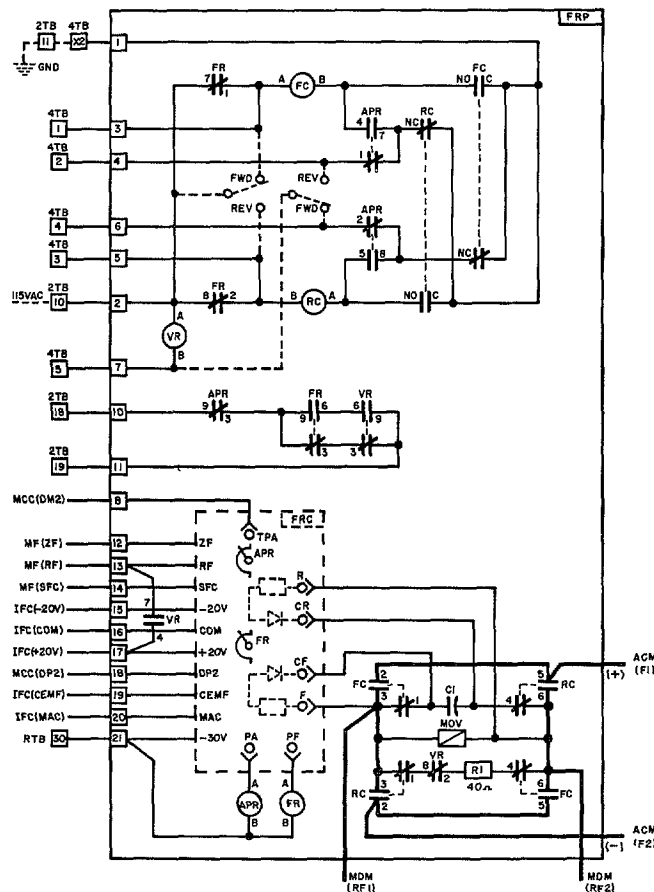 2TB 4TB
11 X2 1 FRP
GND
FR FC
7 1 A FC B NO C
4TB APR RC
1 3 4 7 NC C
4TB
2 4 1 8
FWD REV
4TB REV FWD APR
4 6 2
4TB
3 5 5 8 NC
2TB FR
115VAC 10 2 8 2 B RC A NO C
A
VR
B
4TB
5 7
2TB APR FR VR
18 10 9 3 9 6 6 9
3 3
2TB
19 11
MCC(DM2) 8
FRC
TPA
MF(ZF) 12 ZF APR
MF(RF) 13 RF R
MF(SFC) 14 SFC
IFC(-20V) 15 7 -20V CR
VR
IFC(COM) 16 COM
4 FR
IFC(+20V) 17 +20V CF
MCC(DP2) 18 DP2
IFC(CEMF) 19 CEMF F
IFC(MAC) 20 MAC
RTB 30 21 -30V
PA PF
A A
APR FR
B B
ACM
(+) (F1)
FC 2 5 RC
3 1 C1 4 6
MOV
VR
3 1 8 2 R1 4 6
RC 2 40Ω 5 FC
ACM
(-) (F2)
MDM MDM
(RF1) (RF2)